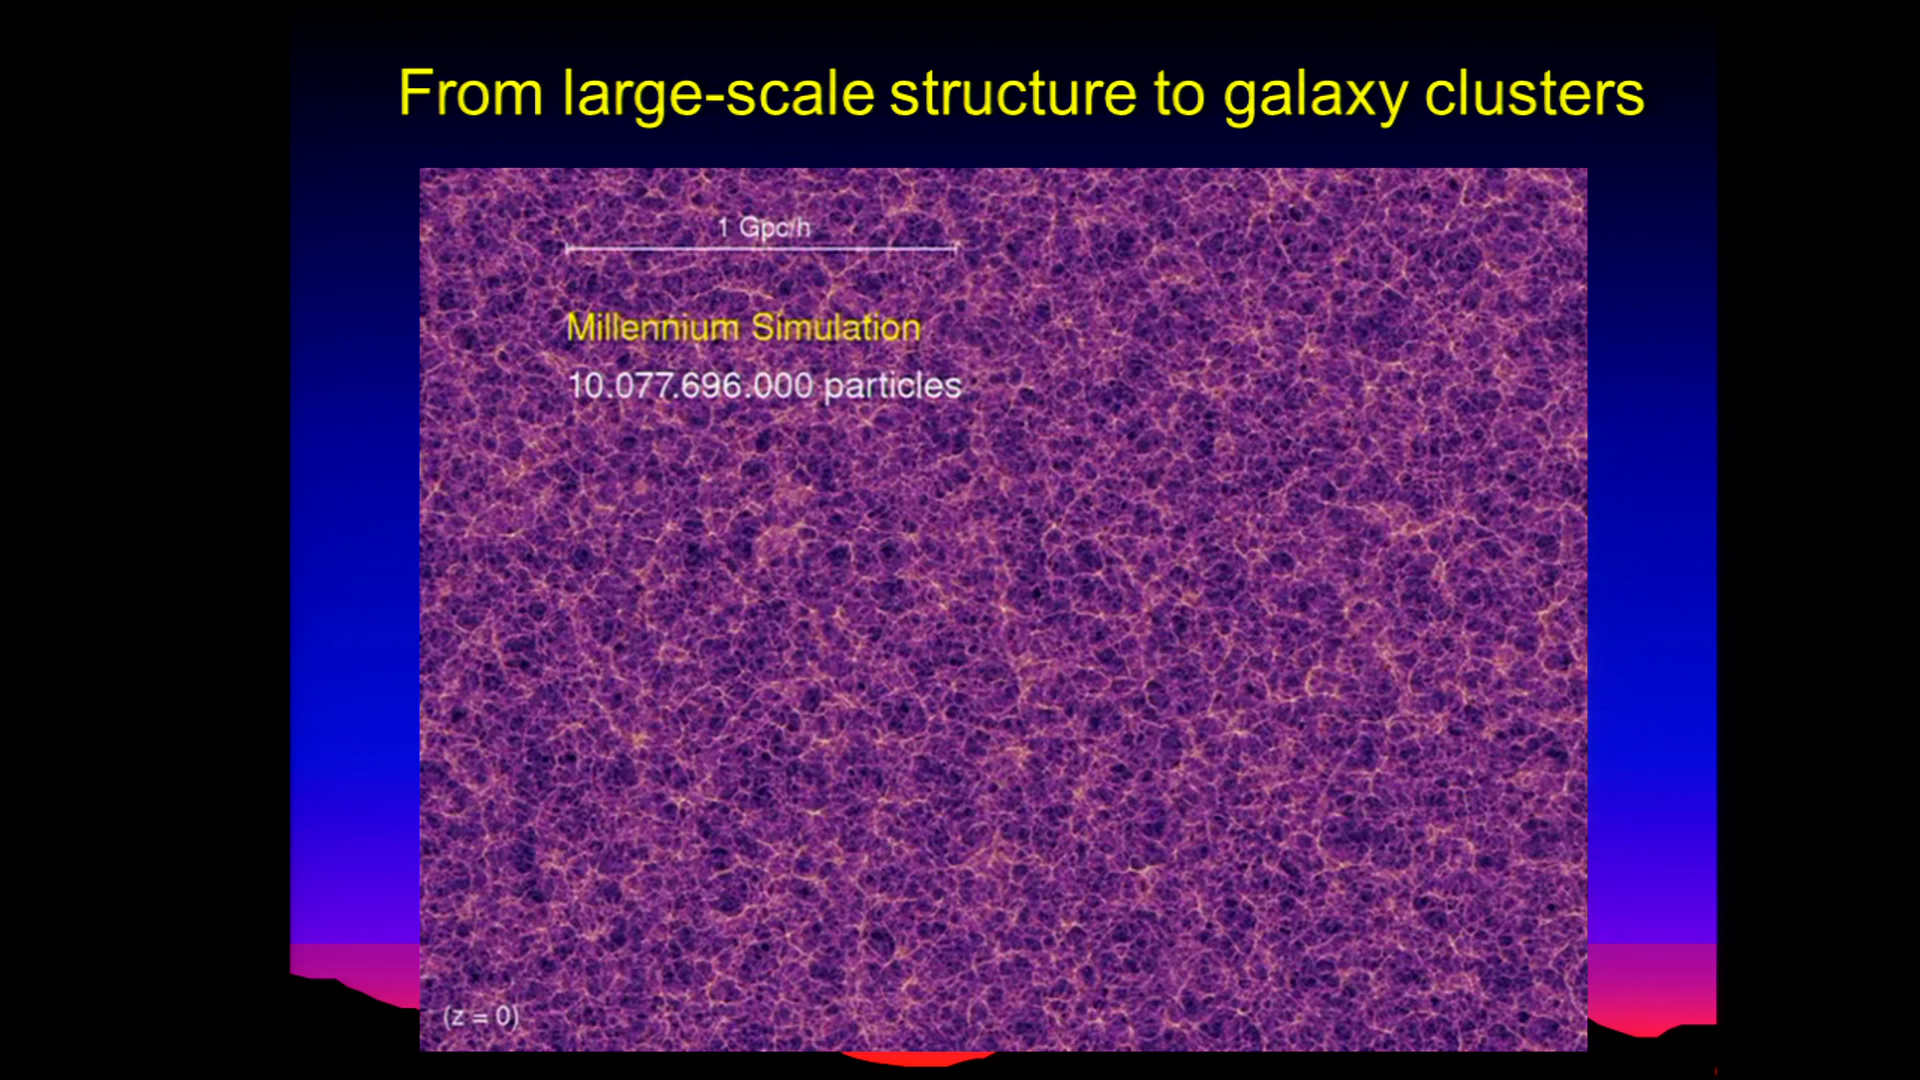 From large-scale structure to galaxy clusters
1 Gpc/h
Millennium Simulation
10.077.696.000 particles
(z = 0)